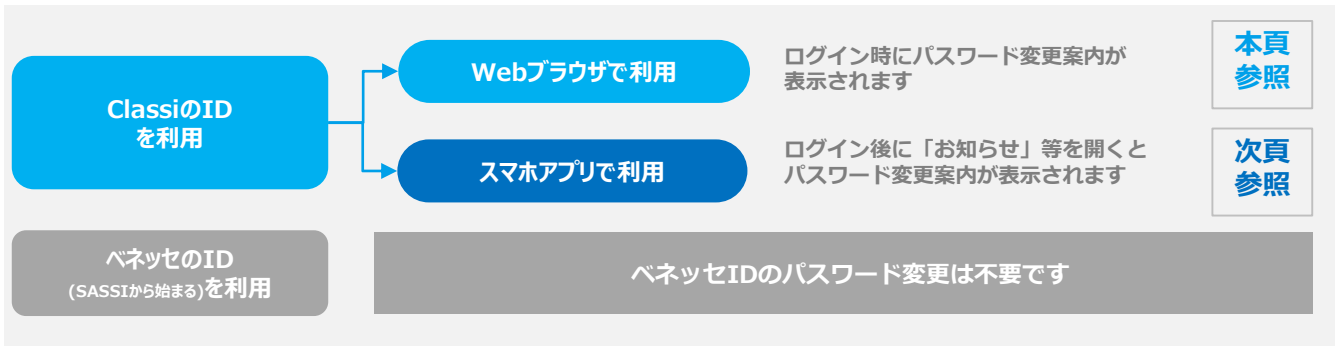 ClassiのID
を利用
Webブラウザで利用
ログイン時にパスワード変更案内が
表示されます
本頁
参照
スマホアプリで利用
ログイン後に「お知らせ」等を開くと
パスワード変更案内が表示されます
次頁
参照
ベネッセのID
(SASSIから始まる)を利用
ベネッセIDのパスワード変更は不要です